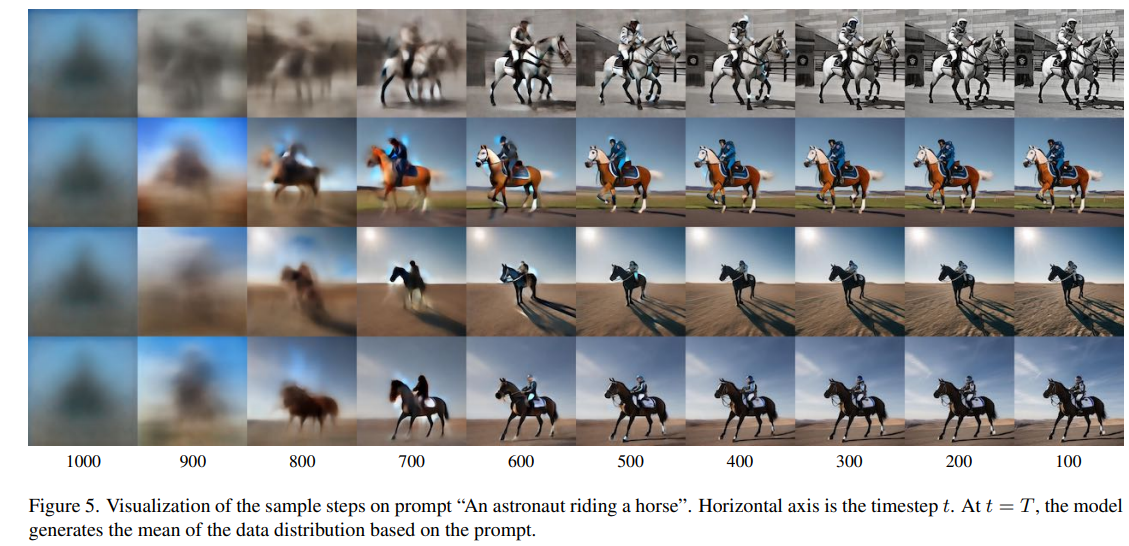 1000 900 800 700 600 500 400 300 200 100
Figure 5. Visualization of the sample steps on prompt “An astronaut riding a horse”. Horizontal axis is the timestep t. At t = T, the model
generates the mean of the data distribution based on the prompt.